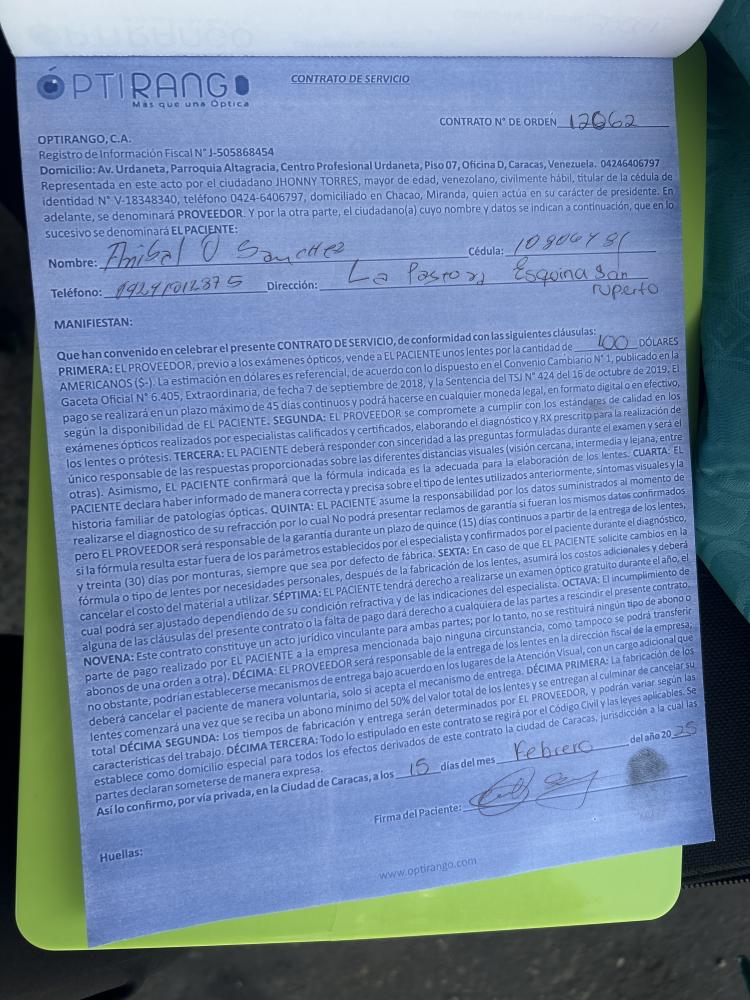 ÓPTIRANGO
Más que una Óptica
CONTRATO DE SERVICIO
CONTRATO N° DE ORDEN 12062
OPTIRANGO, C.A.
Registro de Información Fiscal N° J-505868454
Domicilio: Av. Urdaneta, Parroquia Altagracia, Centro Profesional Urdaneta, Piso 07, Oficina D, Caracas, Venezuela. 04246406797
Representada en este acto por el ciudadano JHONNY TORRES, mayor de edad, venezolano, civilmente hábil, titular de la cédula de
identidad N° V-18348340, teléfono 0424-6406797, domiciliado en Chacao, Miranda, quien actúa en su carácter de presidente. En
adelante, se denominará PROVEEDOR. Y por la otra parte, el ciudadano(a) cuyo nombre y datos se indican a continuación, que en lo
sucesivo se denominará EL PACIENTE:
Nombre: Anibal O Sanchez Cédula:
Teléfono: Dirección: La Pastora Esquina San
ruperto
MANIFIESTAN:
Que han convenido en celebrar el presente CONTRATO DE SERVICIO, de conformidad con las siguientes cláusulas:
PRIMERA: EL PROVEEDOR, previo a los exámenes ópticos, vende a EL PACIENTE unos lentes por la cantidad de 100 DÓLARES
AMERICANOS ($-). La estimación en dólares es referencial, de acuerdo con lo dispuesto en el Convenio Cambiario N° 1, publicado en la
Gaceta Oficial N° 6.405, Extraordinaria, de fecha 7 de septiembre de 2018, y la Sentencia del TSJ N° 424 del 16 de octubre de 2019. El
pago se realizará en un plazo máximo de 45 días continuos y podrá hacerse en cualquier moneda legal, en formato digital o en efectivo,
según la disponibilidad de EL PACIENTE. SEGUNDA: EL PROVEEDOR se compromete a cumplir con los estándares de calidad en los
exámenes ópticos realizados por especialistas calificados y certificados, elaborando el diagnóstico y RX prescrito para la realización de
los lentes o prótesis. TERCERA: EL PACIENTE deberá responder con sinceridad a las preguntas formuladas durante el examen y será el
único responsable de las respuestas proporcionadas sobre las diferentes distancias visuales (visión cercana, intermedia y lejana, entre
otras). Asimismo, EL PACIENTE confirmará que la fórmula indicada es la adecuada para la elaboración de los lentes. CUARTA: EL
PACIENTE declara haber informado de manera correcta y precisa sobre el tipo de lentes utilizados anteriormente, síntomas visuales y la
historia familiar de patologías ópticas. QUINTA: EL PACIENTE asume la responsabilidad por los datos suministrados al momento de
realizarse el diagnostico de su refracción por lo cual No podrá presentar reclamos de garantía si fueran los mismos datos confirmados
pero EL PROVEEDOR será responsable de la garantía durante un plazo de quince (15) días continuos a partir de la entrega de los lentes,
si la fórmula resulta estar fuera de los parámetros establecidos por el especialista y confirmados por el paciente durante el diagnóstico,
y treinta (30) días por monturas, siempre que sea por defecto de fábrica. SEXTA: En caso de que EL PACIENTE solicite cambios en la
fórmula o tipo de lentes por necesidades personales, después de la fabricación de los lentes, asumirá los costos adicionales y deberá
cancelar el costo del material a utilizar. SÉPTIMA: EL PACIENTE tendrá derecho a realizarse un examen óptico gratuito durante el año, el
cual podrá ser ajustado dependiendo de su condición refractiva y de las indicaciones del especialista. OCTAVA: El incumplimiento de
alguna de las cláusulas del presente contrato o la falta de pago dará derecho a cualquiera de las partes a rescindir el presente contrato.
NOVENA: Este contrato constituye un acto jurídico vinculante para ambas partes; por lo tanto, no se restituirá ningún tipo de abono o
parte de pago realizado por EL PACIENTE a la empresa mencionada bajo ninguna circunstancia, como tampoco se podrá transferir
abonos de una orden a otra). DÉCIMA: EL PROVEEDOR será responsable de la entrega de los lentes en la dirección fiscal de la empresa;
no obstante, podrían establecerse mecanismos de entrega bajo acuerdo en los lugares de la Atención Visual, con un cargo adicional que
deberá cancelar el paciente de manera voluntaria, solo si acepta el mecanismo de entrega. DÉCIMA PRIMERA: La fabricación de los
lentes comenzará una vez que se reciba un abono mínimo del 50% del valor total de los lentes y se entregan al culminar de cancelar su
total DÉCIMA SEGUNDA: Los tiempos de fabricación y entrega serán determinados por EL PROVEEDOR, y podrán variar según las
características del trabajo. DÉCIMA TERCERA: Todo lo estipulado en este contrato se regirá por el Código Civil y las leyes aplicables. Se
establece como domicilio especial para todos los efectos derivados de este contrato la ciudad de Caracas, jurisdicción a la cual las
partes declaran someterse de manera expresa.
Así lo confirmo, por vía privada, en la Ciudad de Caracas, a los 15 días del mes Febrero del año 2025
Firma del Paciente:
Huellas:
www.optirango.com